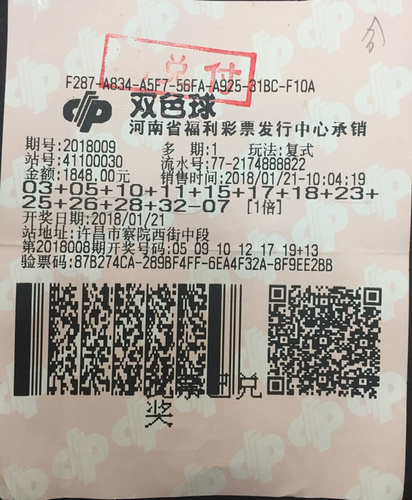 兑付
F287-A834-A5F7-56FA-A925-31BC-F10A
双色球
河南省福利彩票发行中心承销
期号:2018009 多 期:1 玩法:复式
站号:41100030 流水号:77-2174888822
金额:1848.00元 销售时间:2018/01/21-10:04:19
03+05+10+11+15+17+18+23+
25+26+28+32-07 [1倍]
开奖日期:2018/01/21
站地址:许昌市察院西街中段
第2018008期开奖号码:05 09 10 12 17 19+13
验票码:87B274CA-289BF4FF-6EA4F32A-8F9EE2BB
兑
奖